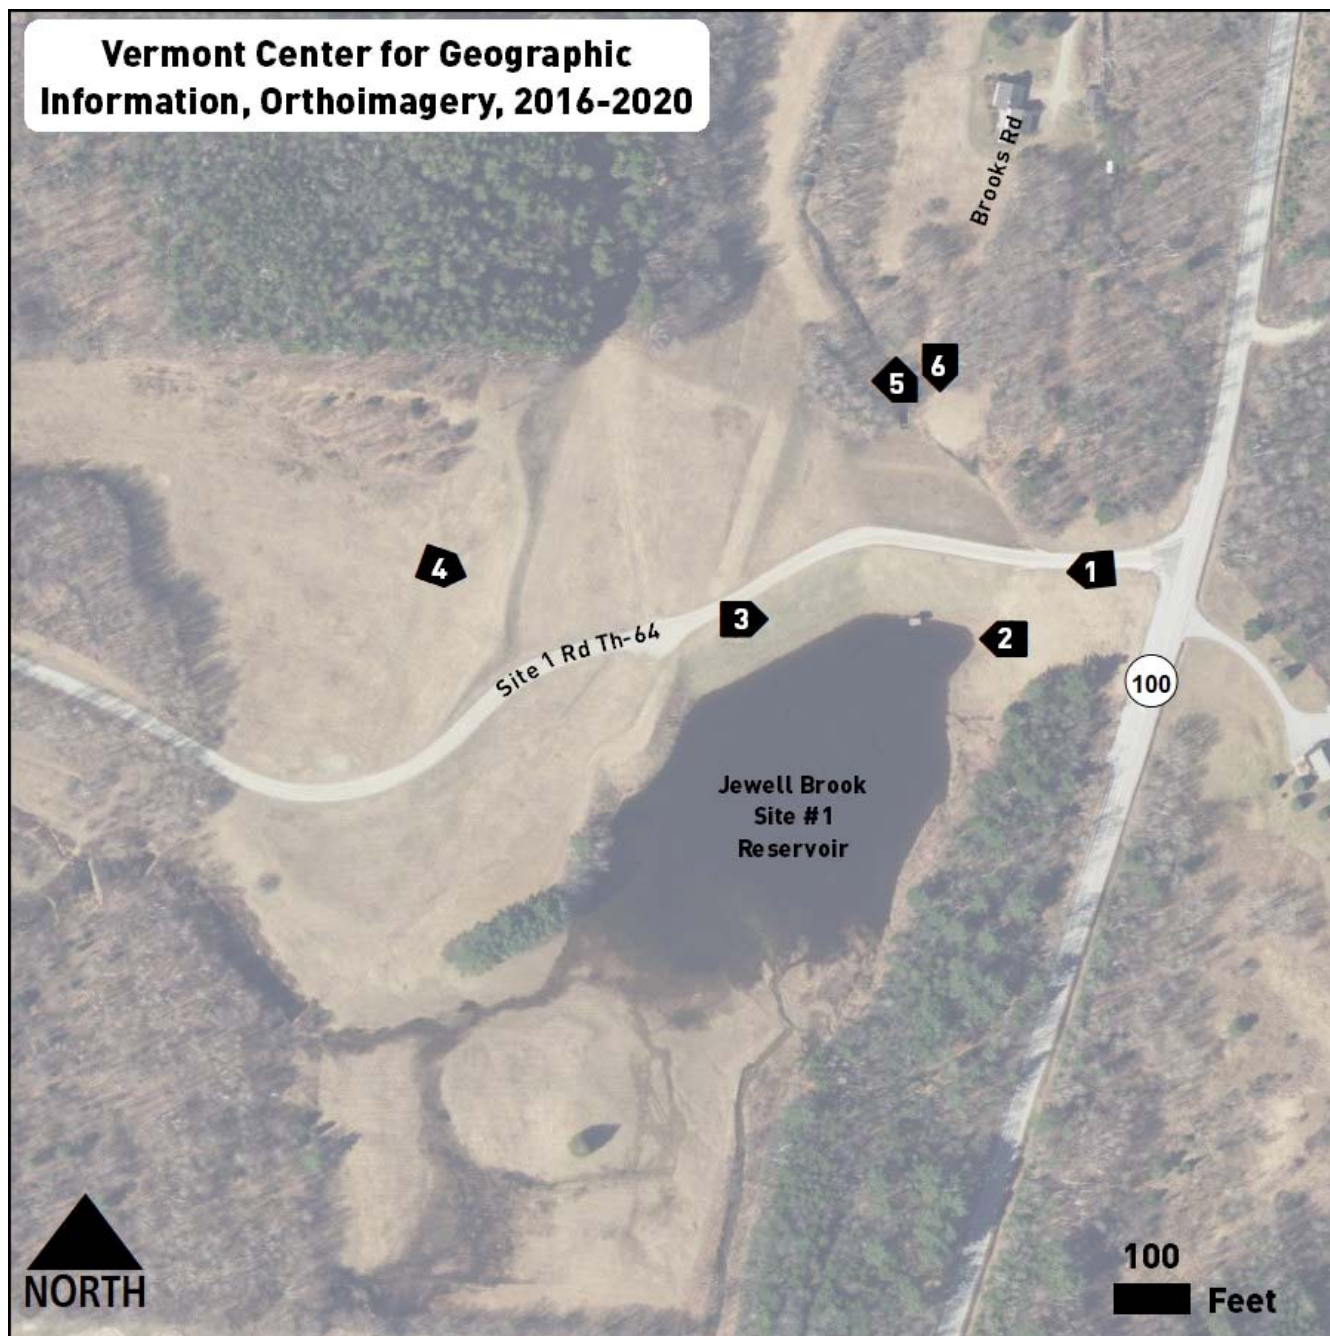 Vermont Center for Geographic
Information, Orthoimagery, 2016-2020
Brooks Rd
6
5
4
1
3
2
Site 1 Rd Th-64
100
Jewell Brook
Site #1
Reservoir
NORTH
100
Feet